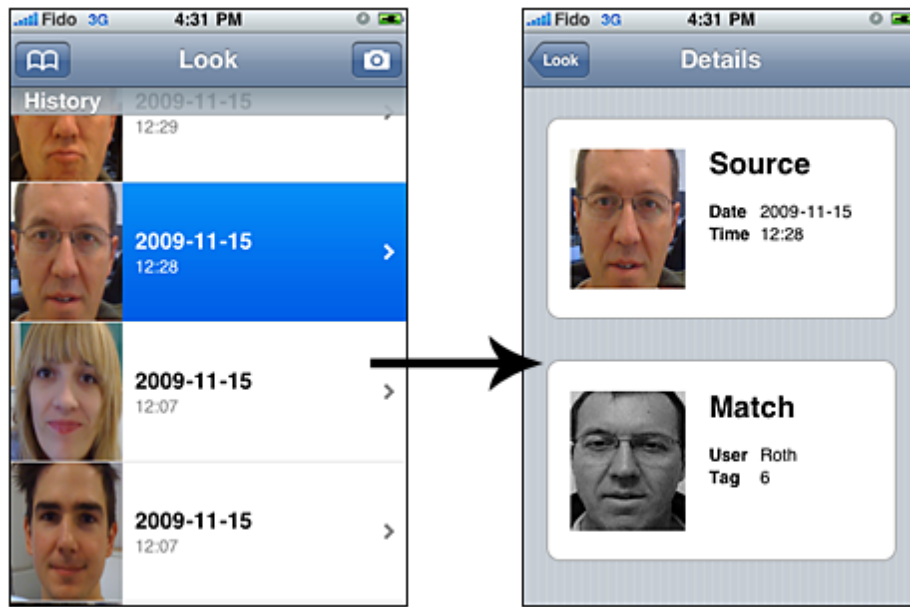 Fido 3G 4:31 PM
Look
History
2009-11-15
12:29
2009-11-15
12:28
2009-11-15
12:07
2009-11-15
12:07
Fido 3G 4:31 PM
Look Details
Source
Date 2009-11-15
Time 12:28
Match
User Roth
Tag 6